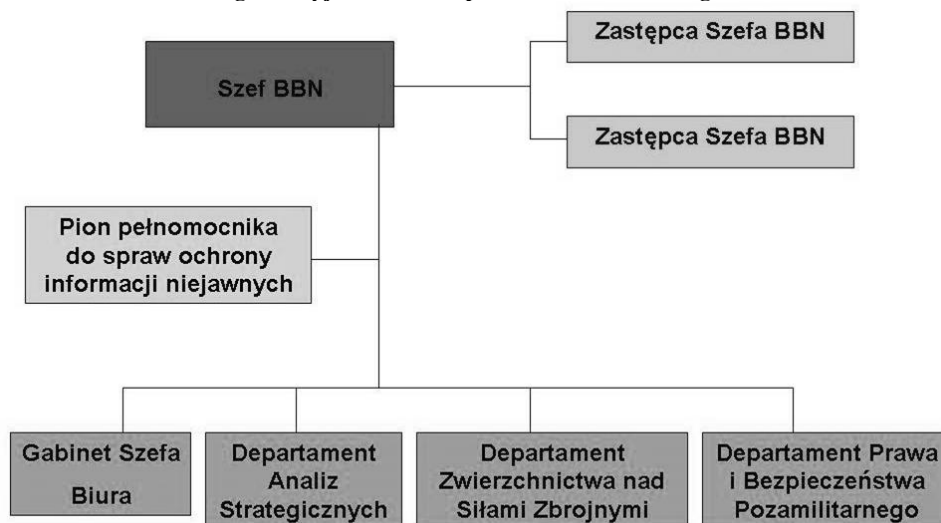 Zastępca Szefa BBN
Szef BBN
Zastępca Szefa BBN
Pion pełnomocnika
do spraw ochrony
informacji niejawnych
Gabinet Szefa
Biura
Departament
Analiz
Strategicznych
Departament
Zwierzchnictwa nad
Siłami Zbrojnymi
Departament Prawa
i Bezpieczeństwa
Pozamilitarnego